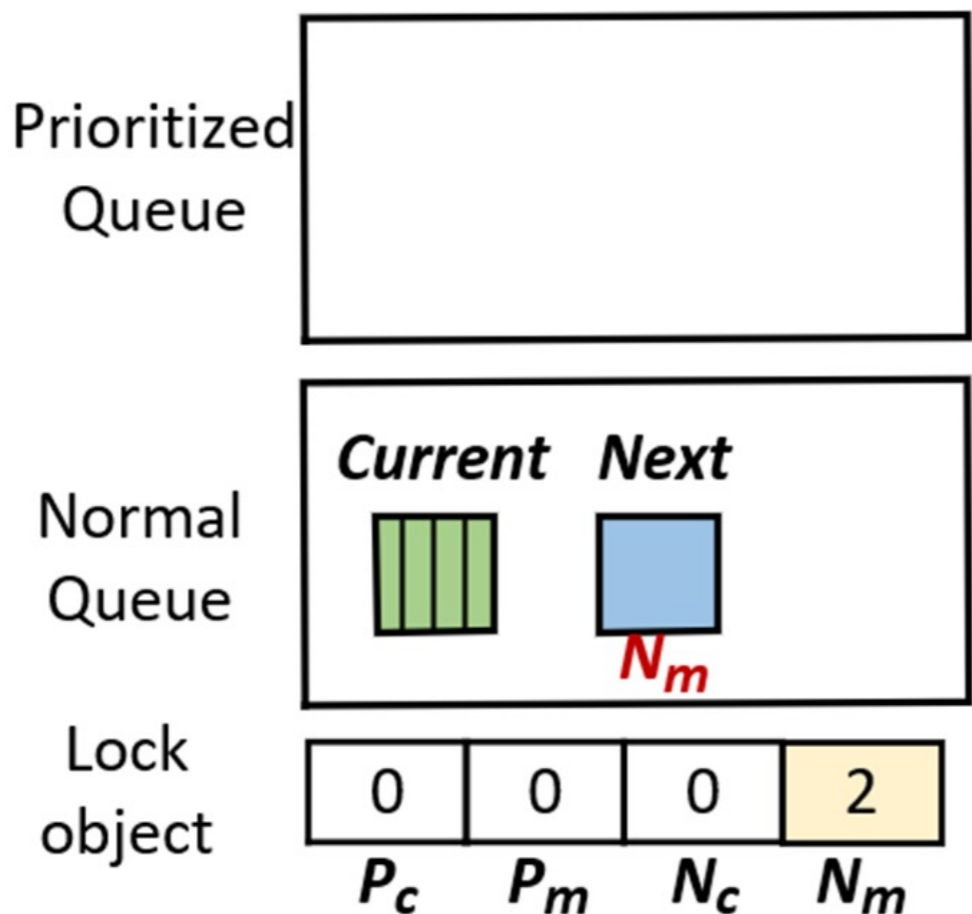 Prioritized
Queue
Current Next
Normal
Queue
Nm
Lock
object
0 0 0 2
Pc Pm Nc Nm